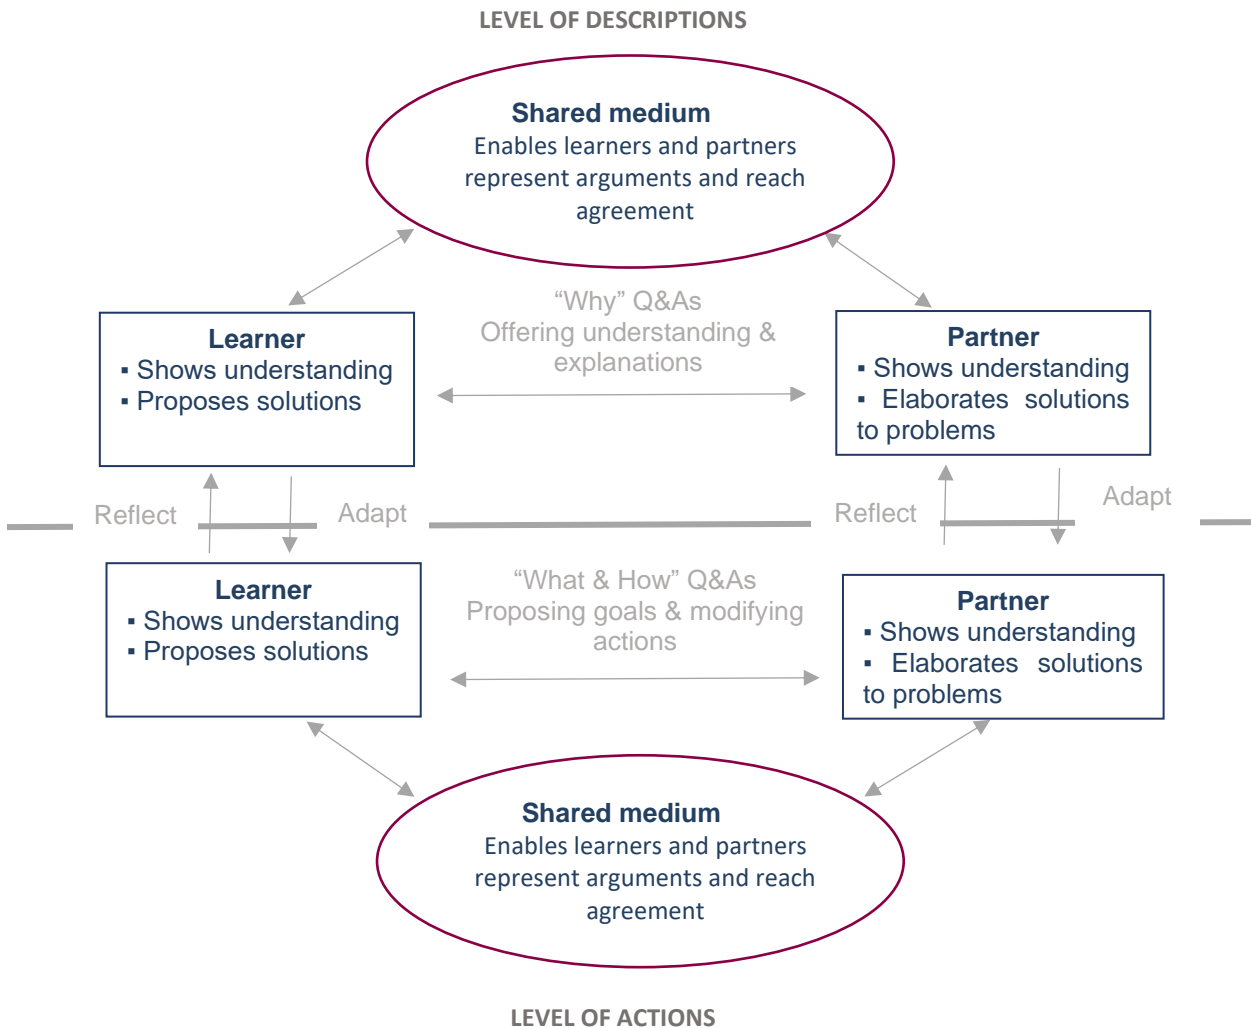 LEVEL OF DESCRIPTIONS
Shared medium
Enables learners and partners
represent arguments and reach
agreement
“Why” Q&As
Offering understanding &
explanations
Learner
▪ Shows understanding
▪ Proposes solutions
Partner
▪ Shows understanding
▪ Elaborates solutions
to problems
Reflect
Adapt
Reflect
Adapt
Learner
▪ Shows understanding
▪ Proposes solutions
“What & How” Q&As
Proposing goals & modifying
actions
Partner
▪ Shows understanding
▪ Elaborates solutions
to problems
Shared medium
Enables learners and partners
represent arguments and reach
agreement
LEVEL OF ACTIONS